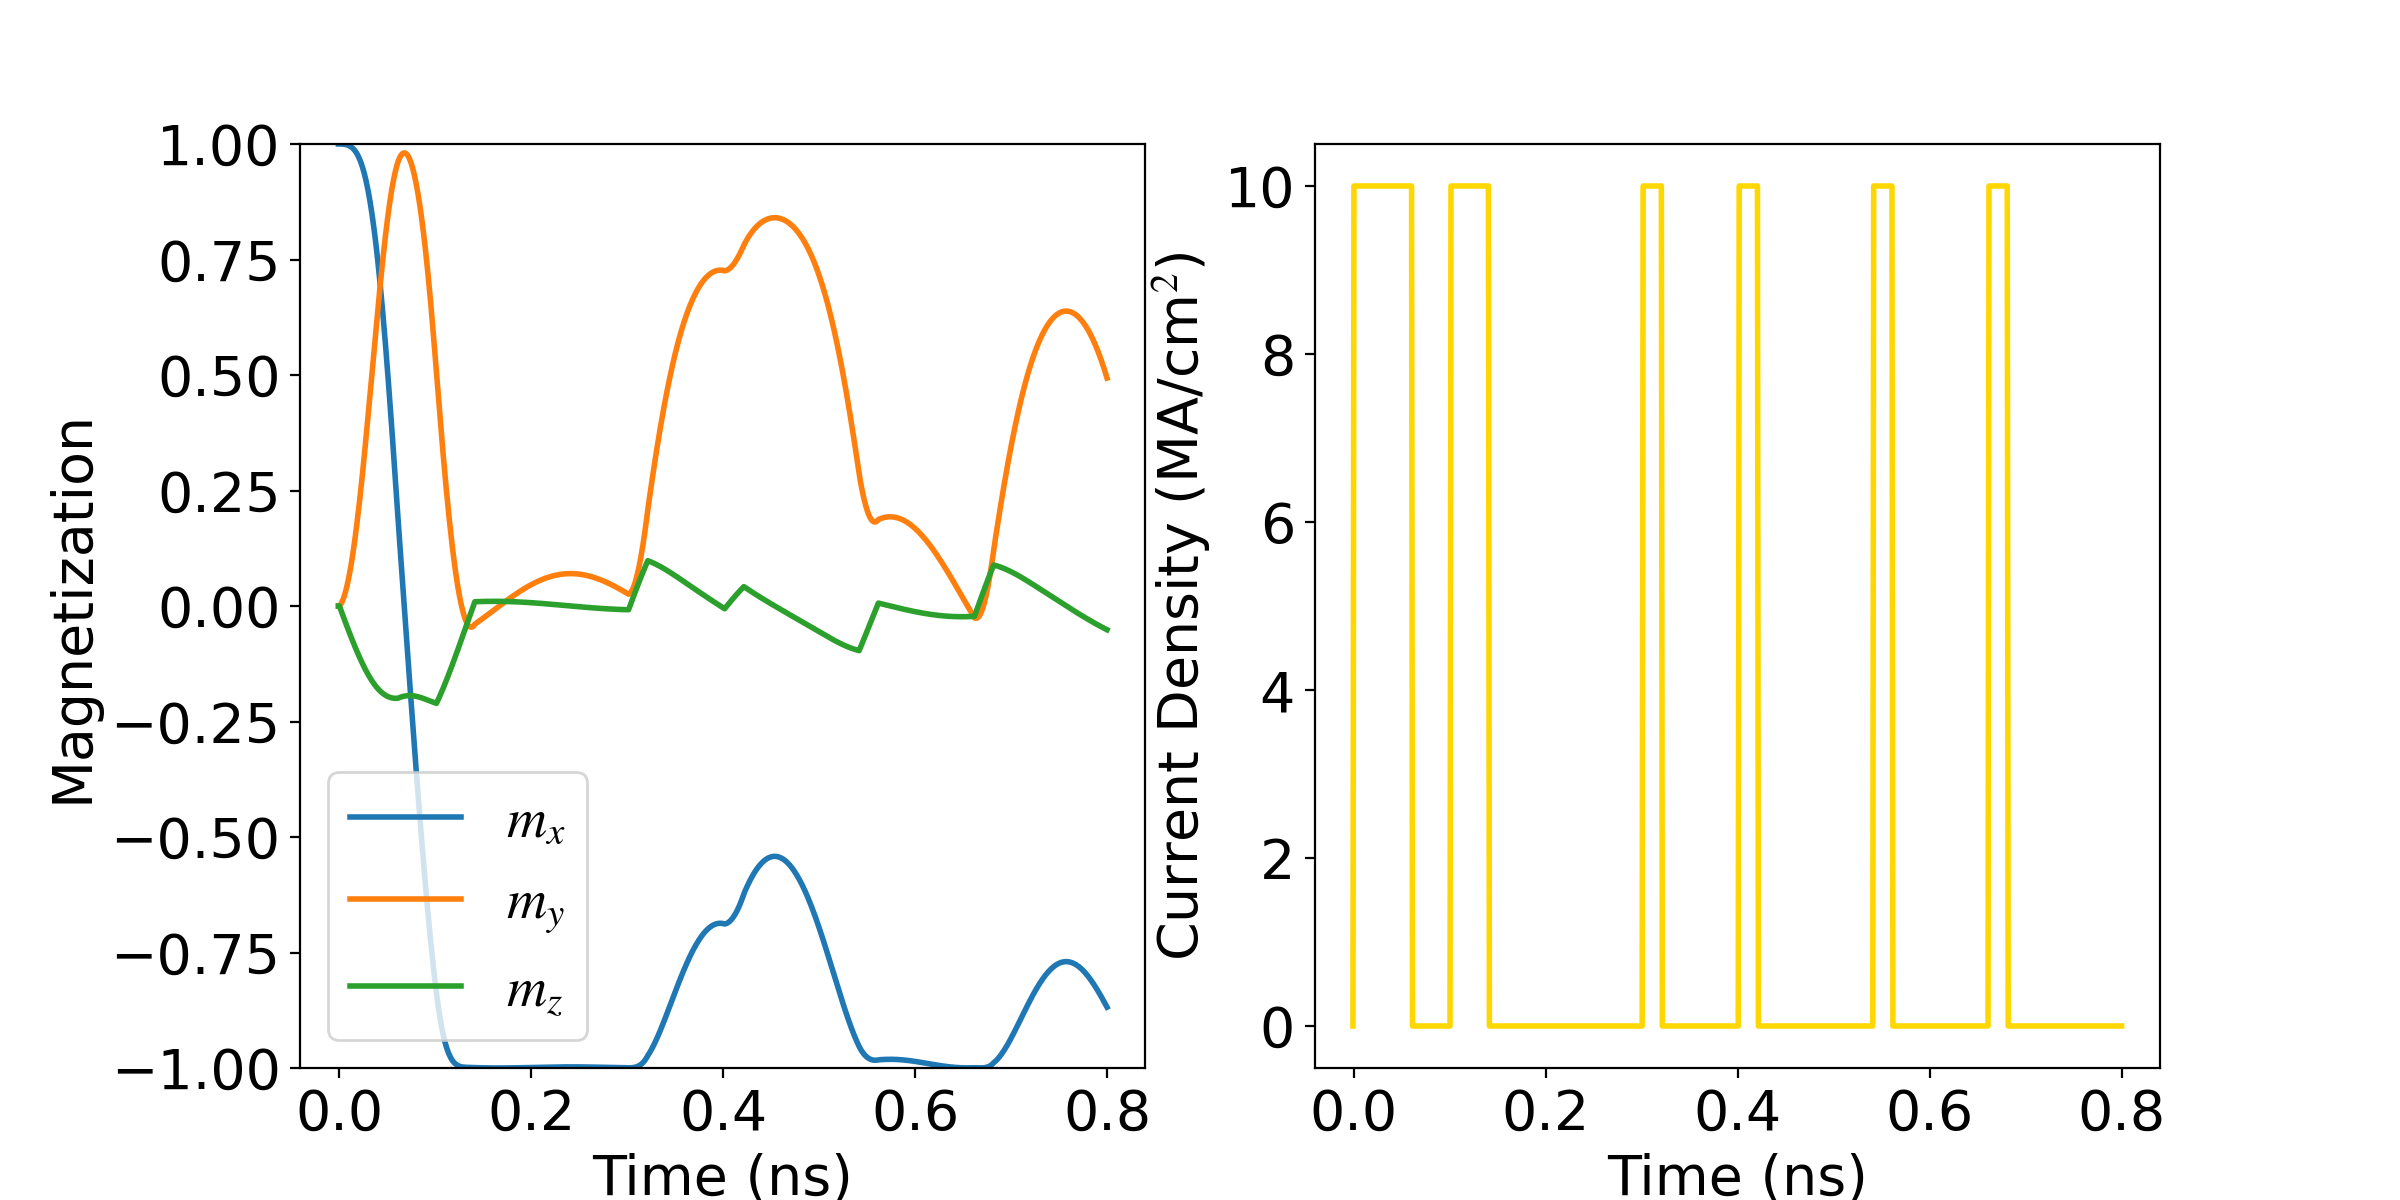 1.00
0.75
0.50
0.25
0.00
−0.25
−0.50
−0.75
−1.00
Magnetization
m_x
m_y
m_z
0.0 0.2 0.4 0.6 0.8
Time (ns)
10
8
6
4
2
0
Current Density (MA/cm²)
0.0 0.2 0.4 0.6 0.8
Time (ns)